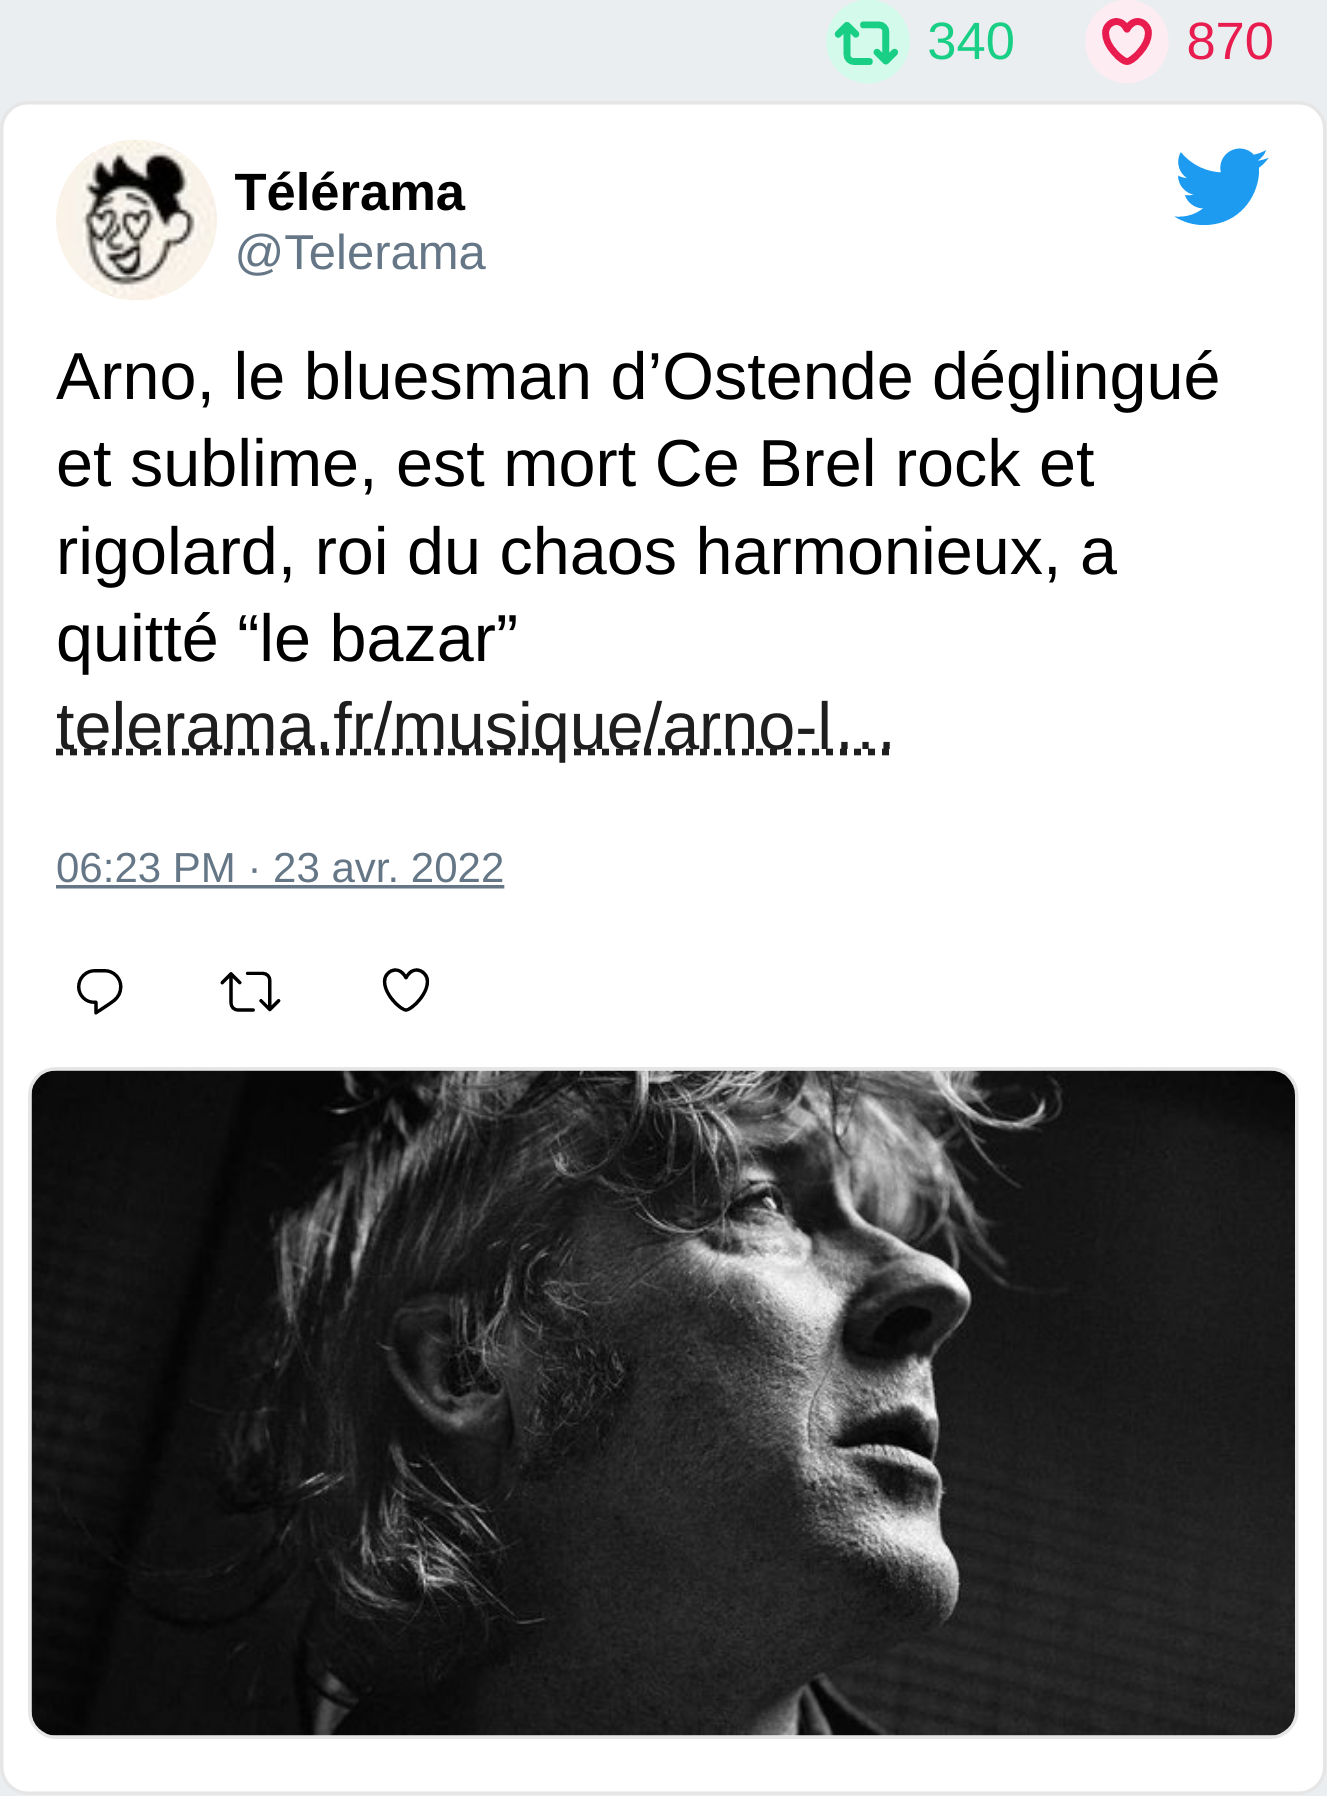 340 870
Télérama
@Telerama
Arno, le bluesman d’Ostende déglingué
et sublime, est mort Ce Brel rock et
rigolard, roi du chaos harmonieux, a
quitté “le bazar”
telerama.fr/musique/arno-l…
06:23 PM · 23 avr. 2022